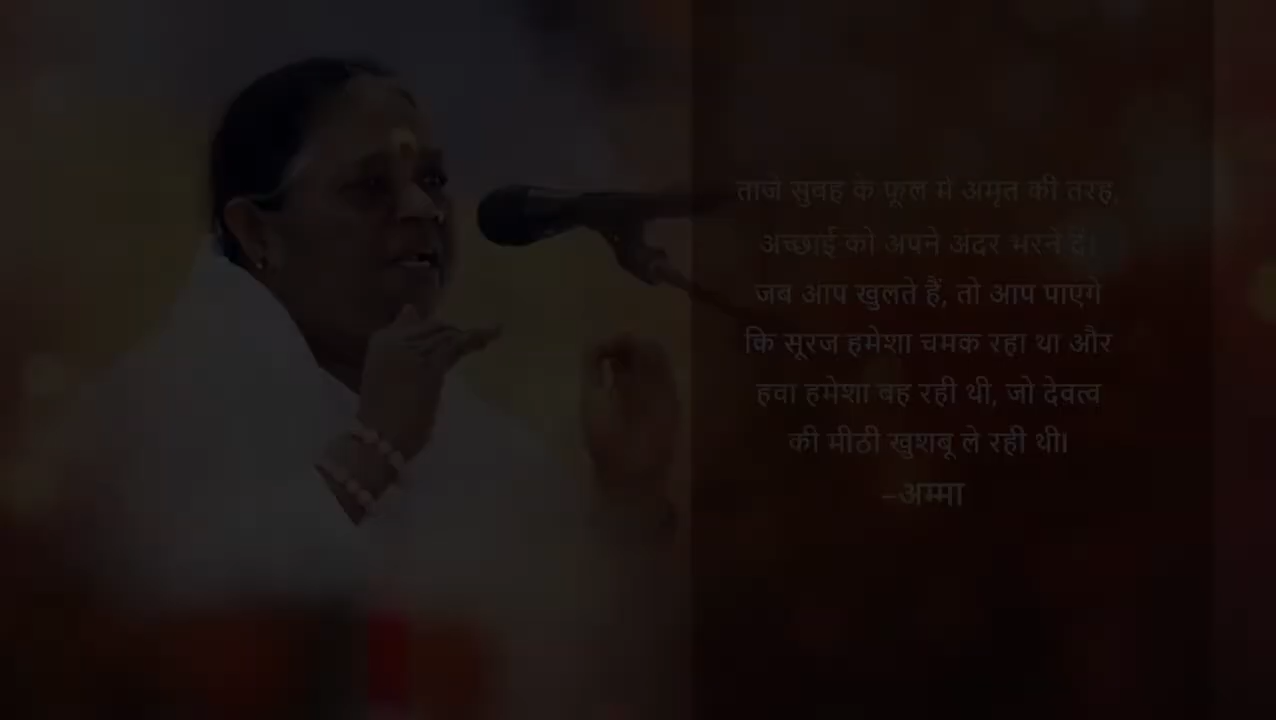 ताजे सुबह के फूल में अमृत की तरह,
अच्छाई को अपने अंदर भरने दें।
जब आप खुलते हैं, तो आप पाएंगे
कि सूरज हमेशा चमक रहा था और
हवा हमेशा बह रही थी, जो देवत्व
की मीठी खुशबू ले रही थी।
–अम्मा